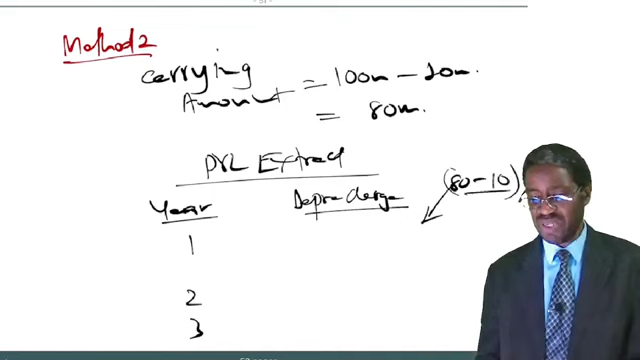 Method 2
Carrying Amount = 100m - 20m.
= 80m.
P/L Extract
Year Depre charge (80-10)
1
2
3